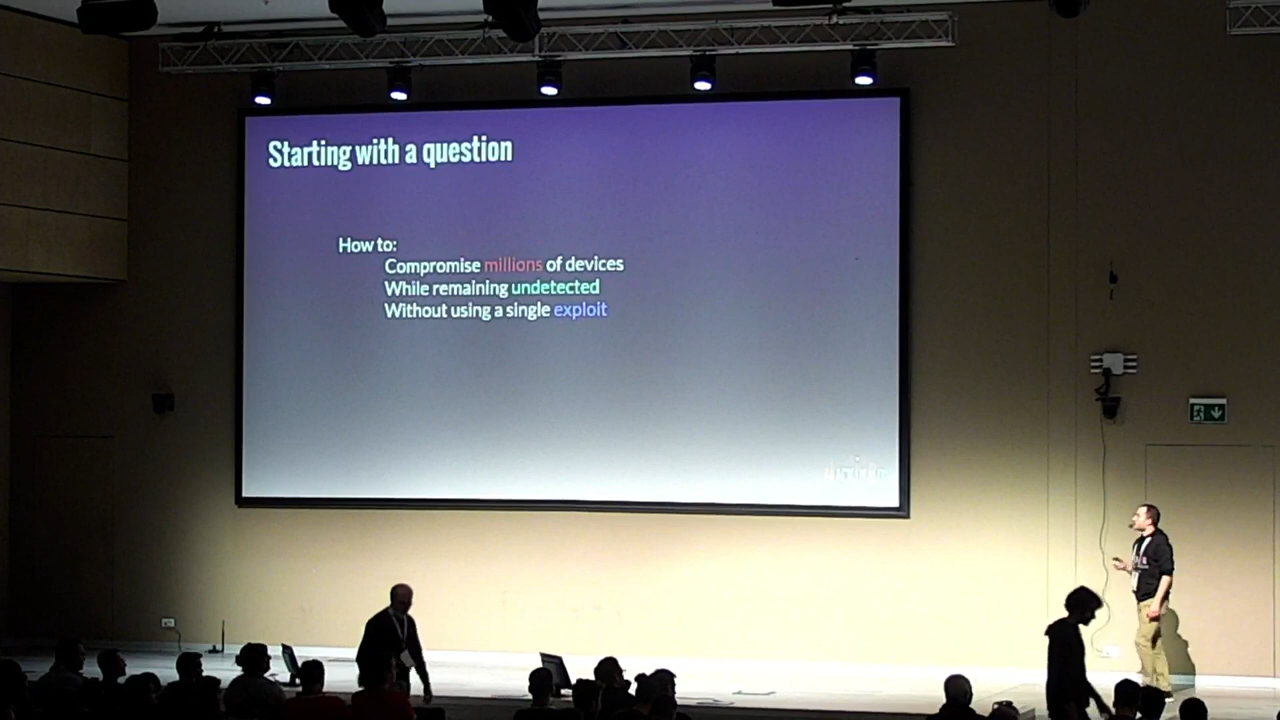 Starting with a question
How to:
Compromise millions of devices
While remaining undetected
Without using a single exploit